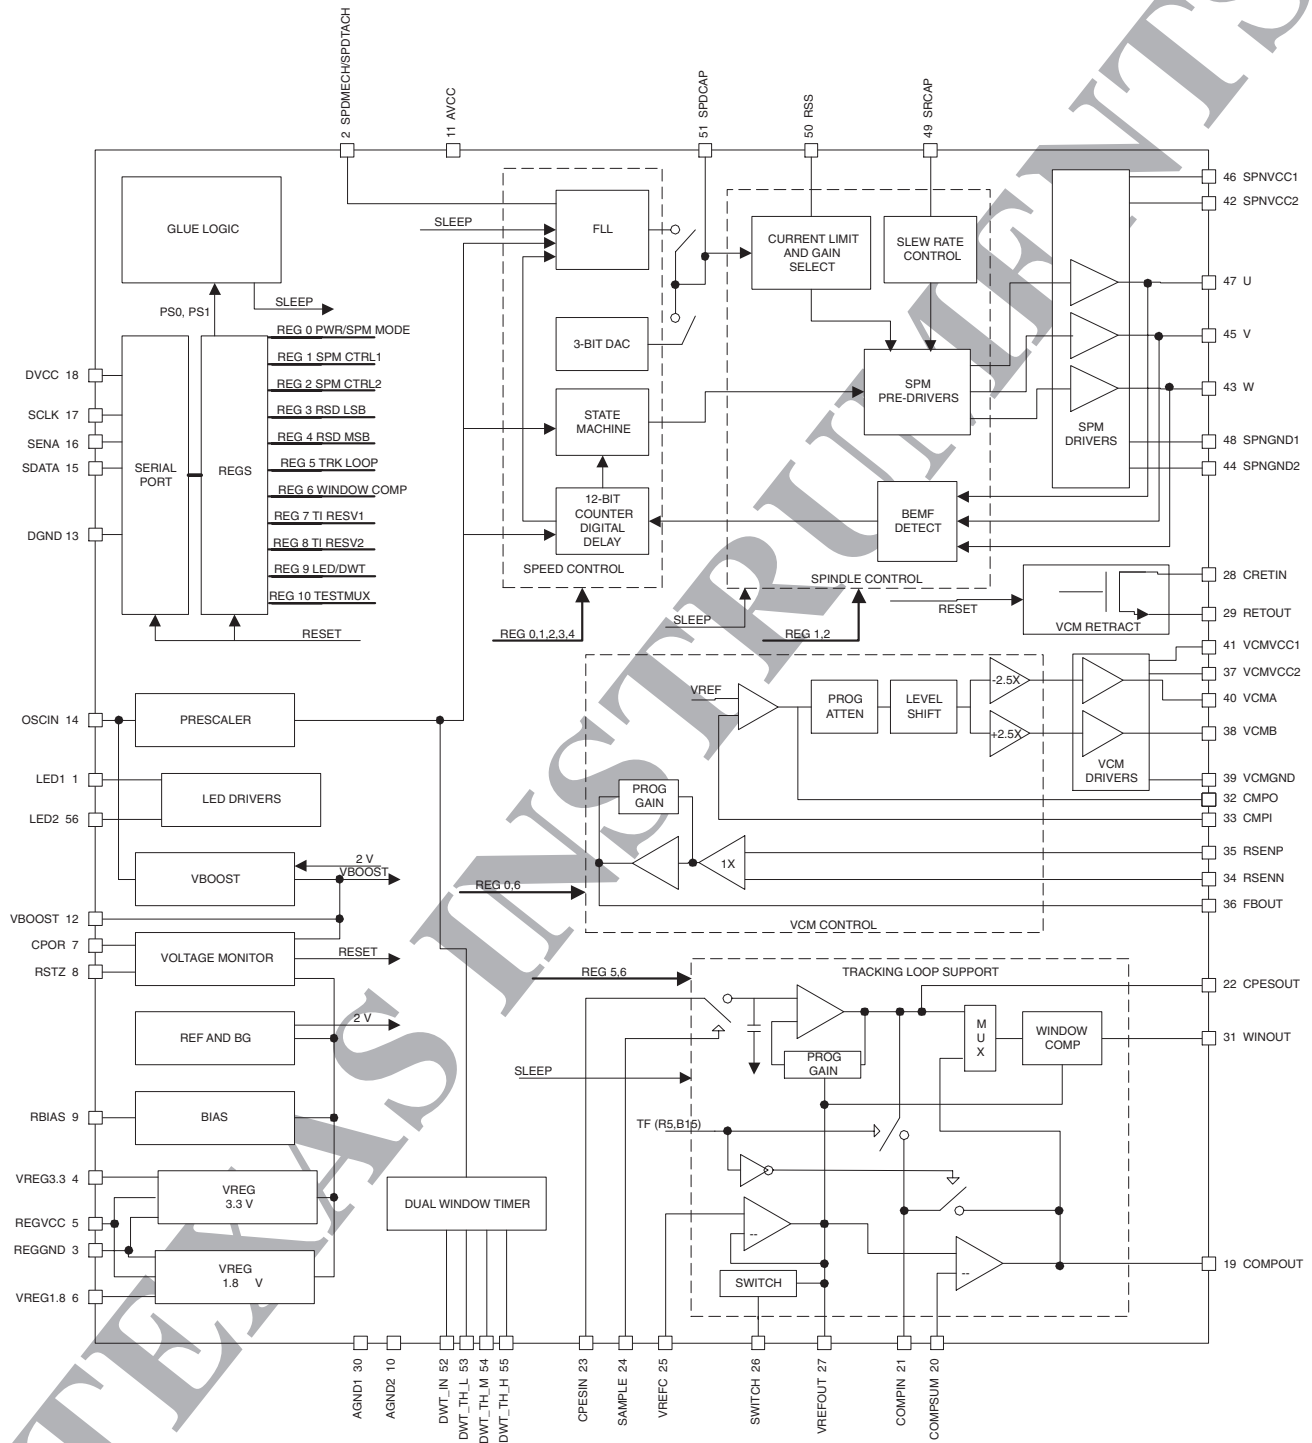 2 SPDMECH/SPDTACH
11 AVCC
51 SPDCAP
50 RSS
49 SRCAP
46 SPNVCC1
42 SPNVCC2
47 U
45 V
43 W
48 SPNGND1
44 SPNGND2
28 CRETIN
29 RETOUT
41 VCMVCC1
37 VCMVCC2
40 VCMA
38 VCMB
39 VCMGND
32 CMPO
33 CMPI
35 RSENP
34 RSENN
36 FBOUT
22 CPESOUT
31 WINOUT
19 COMPOUT
GLUE LOGIC
PS0, PS1
SLEEP
DVCC 18
SCLK 17
SENA 16
SDATA 15
DGND 13
SERIAL
PORT
REGS
REG 0 PWR/SPM MODE
REG 1 SPM CTRL1
REG 2 SPM CTRL2
REG 3 RSD LSB
REG 4 RSD MSB
REG 5 TRK LOOP
REG 6 WINDOW COMP
REG 7 TI RESV1
REG 8 TI RESV2
REG 9 LED/DWT
REG 10 TESTMUX
RESET
SLEEP
FLL
3-BIT DAC
STATE
MACHINE
12-BIT
COUNTER
DIGITAL
DELAY
SPEED CONTROL
REG 0,1,2,3,4
CURRENT LIMIT
AND GAIN
SELECT
SLEW RATE
CONTROL
SPM
PRE-DRIVERS
BEMF
DETECT
SPINDLE CONTROL
SLEEP
REG 1,2
SPM
DRIVERS
RESET
VCM RETRACT
OSCIN 14
PRESCALER
LED1 1
LED2 56
LED DRIVERS
VBOOST
2 V
VBOOST
VBOOST 12
CPOR 7
RSTZ 8
VOLTAGE MONITOR
RESET
REF AND BG
2 V
RBIAS 9
BIAS
VREG3.3 4
REGVCC 5
REGGND 3
VREG1.8 6
VREG
3.3 V
VREG
1.8 V
DUAL WINDOW TIMER
VREF
PROG
ATTEN
LEVEL
SHIFT
-2.5X
+2.5X
VCM
DRIVERS
PROG
GAIN
1X
REG 0,6
VCM CONTROL
REG 5,6
TRACKING LOOP SUPPORT
SLEEP
PROG
GAIN
M
U
X
WINDOW
COMP
TF (R5,B15)
--
--
SWITCH
AGND1 30
AGND2 10
DWT_IN 52
DWT_TH_L 53
DWT_TH_M 54
DWT_TH_H 55
CPESIN 23
SAMPLE 24
VREFC 25
SWITCH 26
VREFOUT 27
COMPIN 21
COMPSUM 20
TEXAS INSTRUMENTS